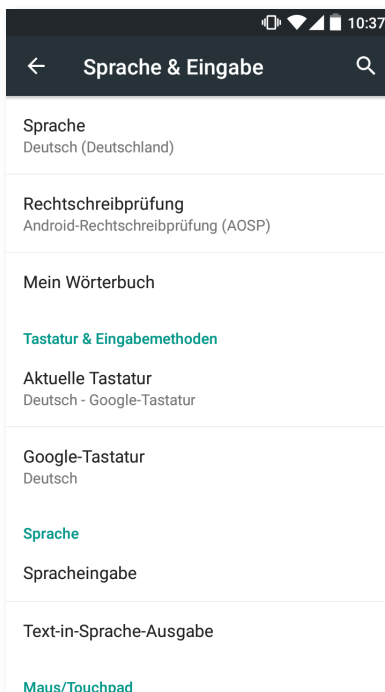 10:37
Sprache & Eingabe
Sprache
Deutsch (Deutschland)
Rechtschreibprüfung
Android-Rechtschreibprüfung (AOSP)
Mein Wörterbuch
Tastatur & Eingabemethoden
Aktuelle Tastatur
Deutsch - Google-Tastatur
Google-Tastatur
Deutsch
Sprache
Spracheingabe
Text-in-Sprache-Ausgabe
Maus/Touchpad